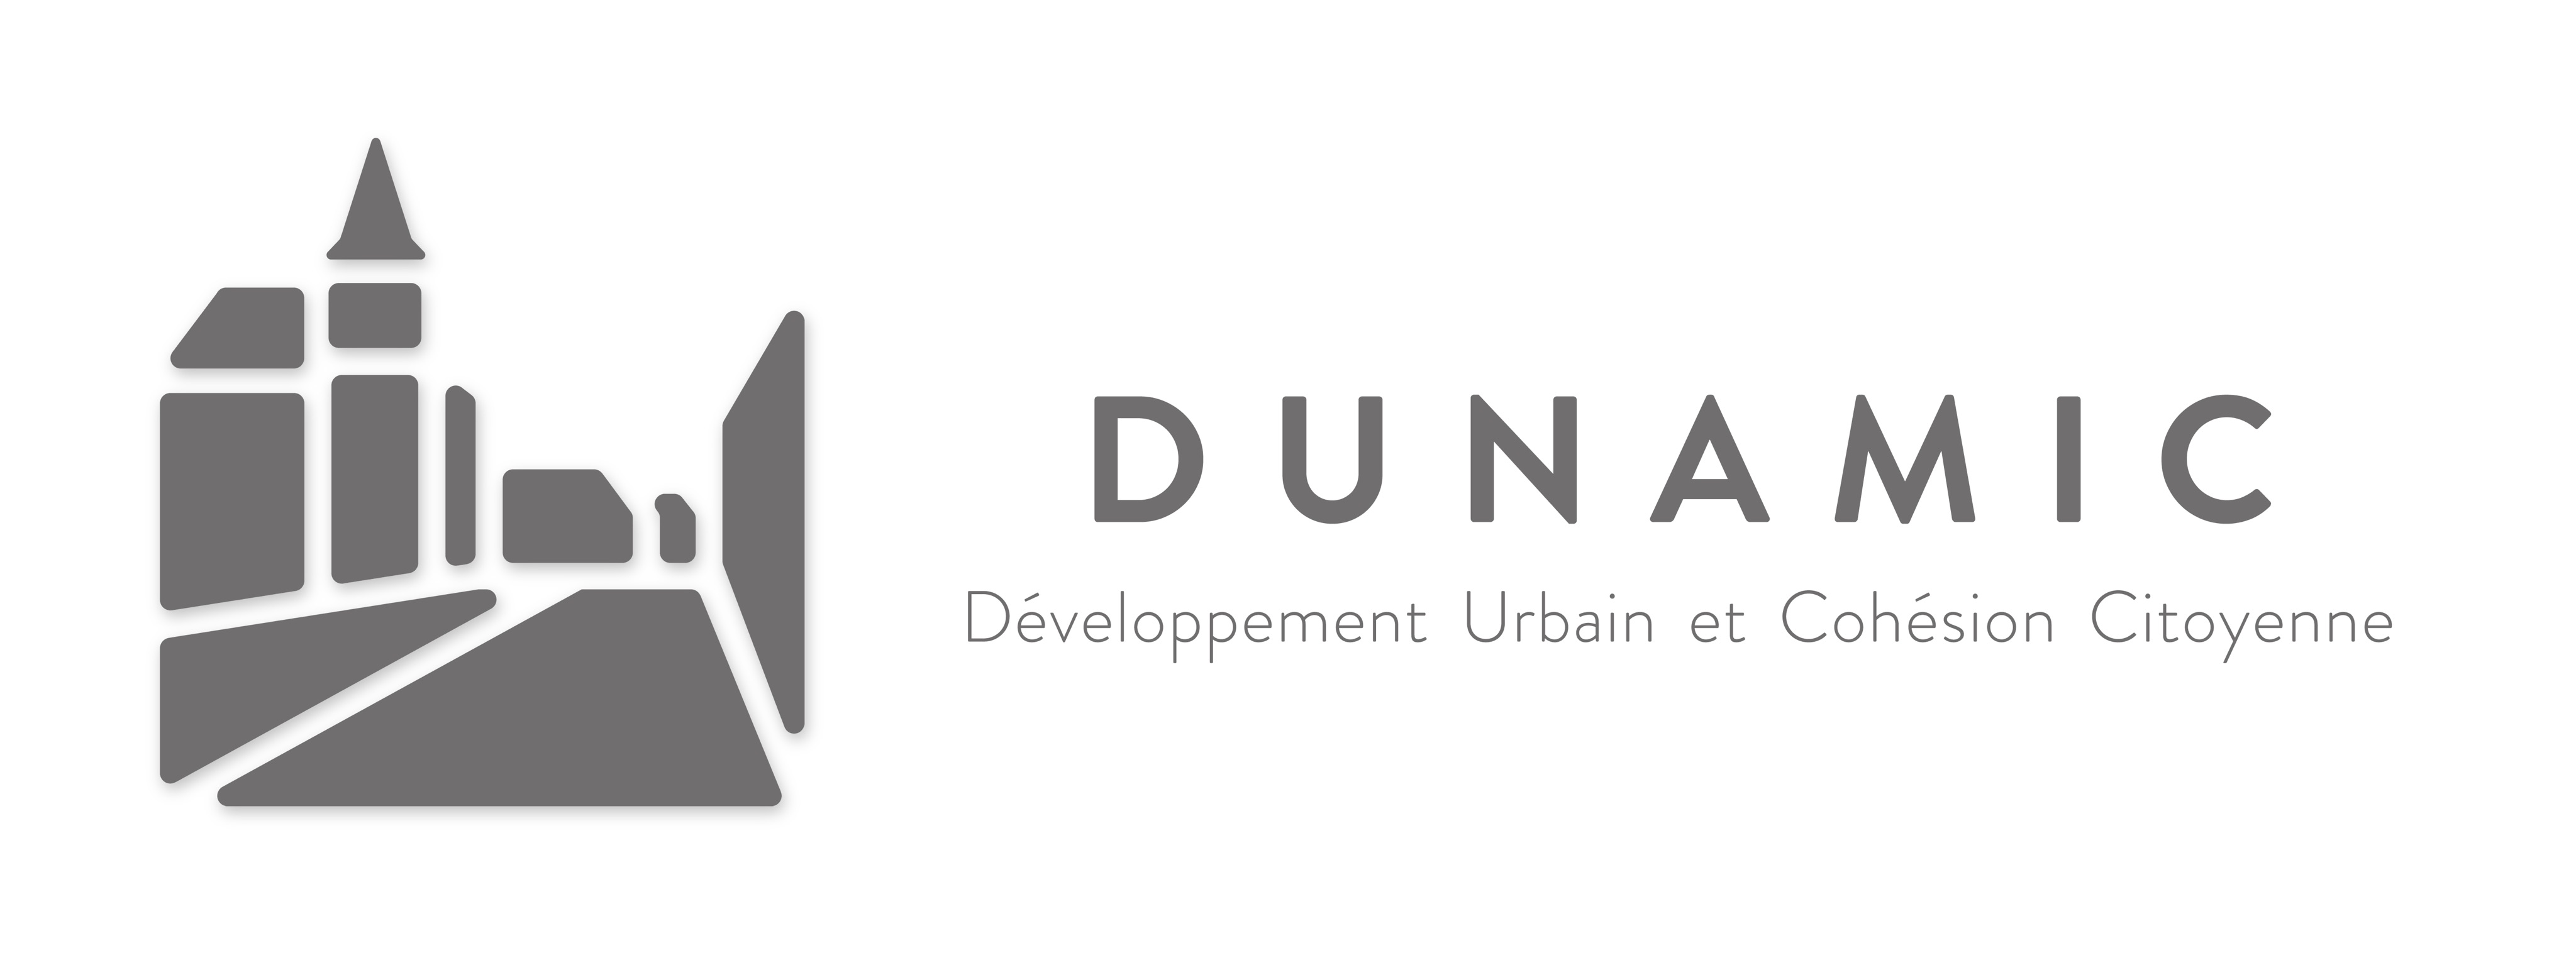 DUNAMIC
Développement Urbain et Cohésion Citoyenne